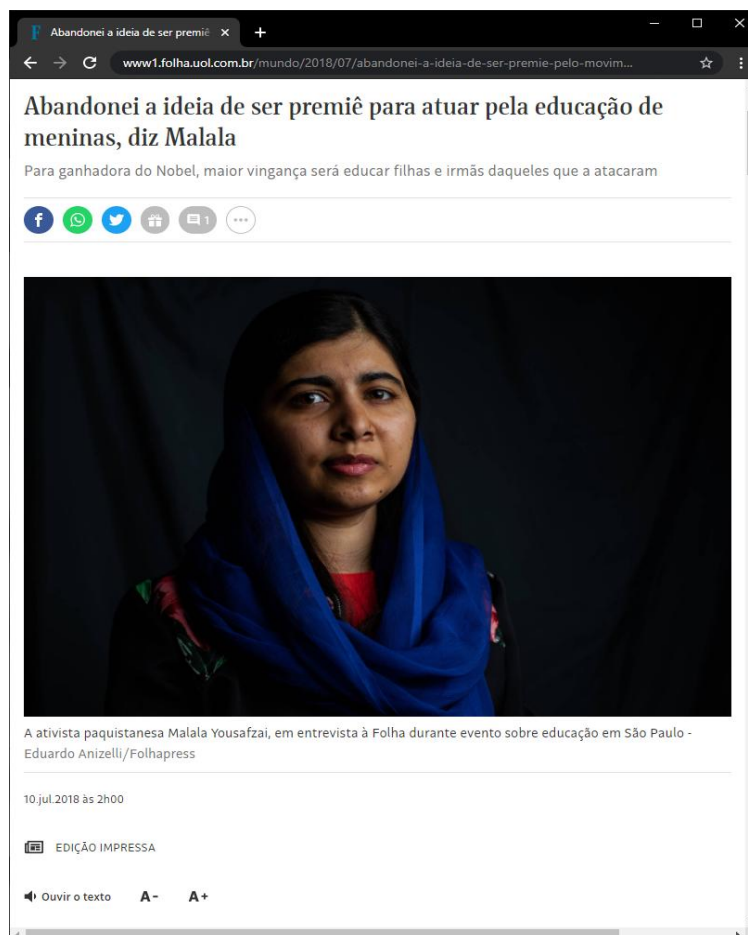 Abandonei a ideia de ser premiê
www1.folha.uol.com.br/mundo/2018/07/abandonei-a-ideia-de-ser-premie-pelo-movim...
Abandonei a ideia de ser premiê para atuar pela educação de
meninas, diz Malala
Para ganhadora do Nobel, maior vingança será educar filhas e irmãs daqueles que a atacaram
1
A ativista paquistanesa Malala Yousafzai, em entrevista à Folha durante evento sobre educação em São Paulo -
Eduardo Anizelli/Folhapress
10.jul.2018 às 2h00
EDIÇÃO IMPRESSA
Ouvir o texto A- A+